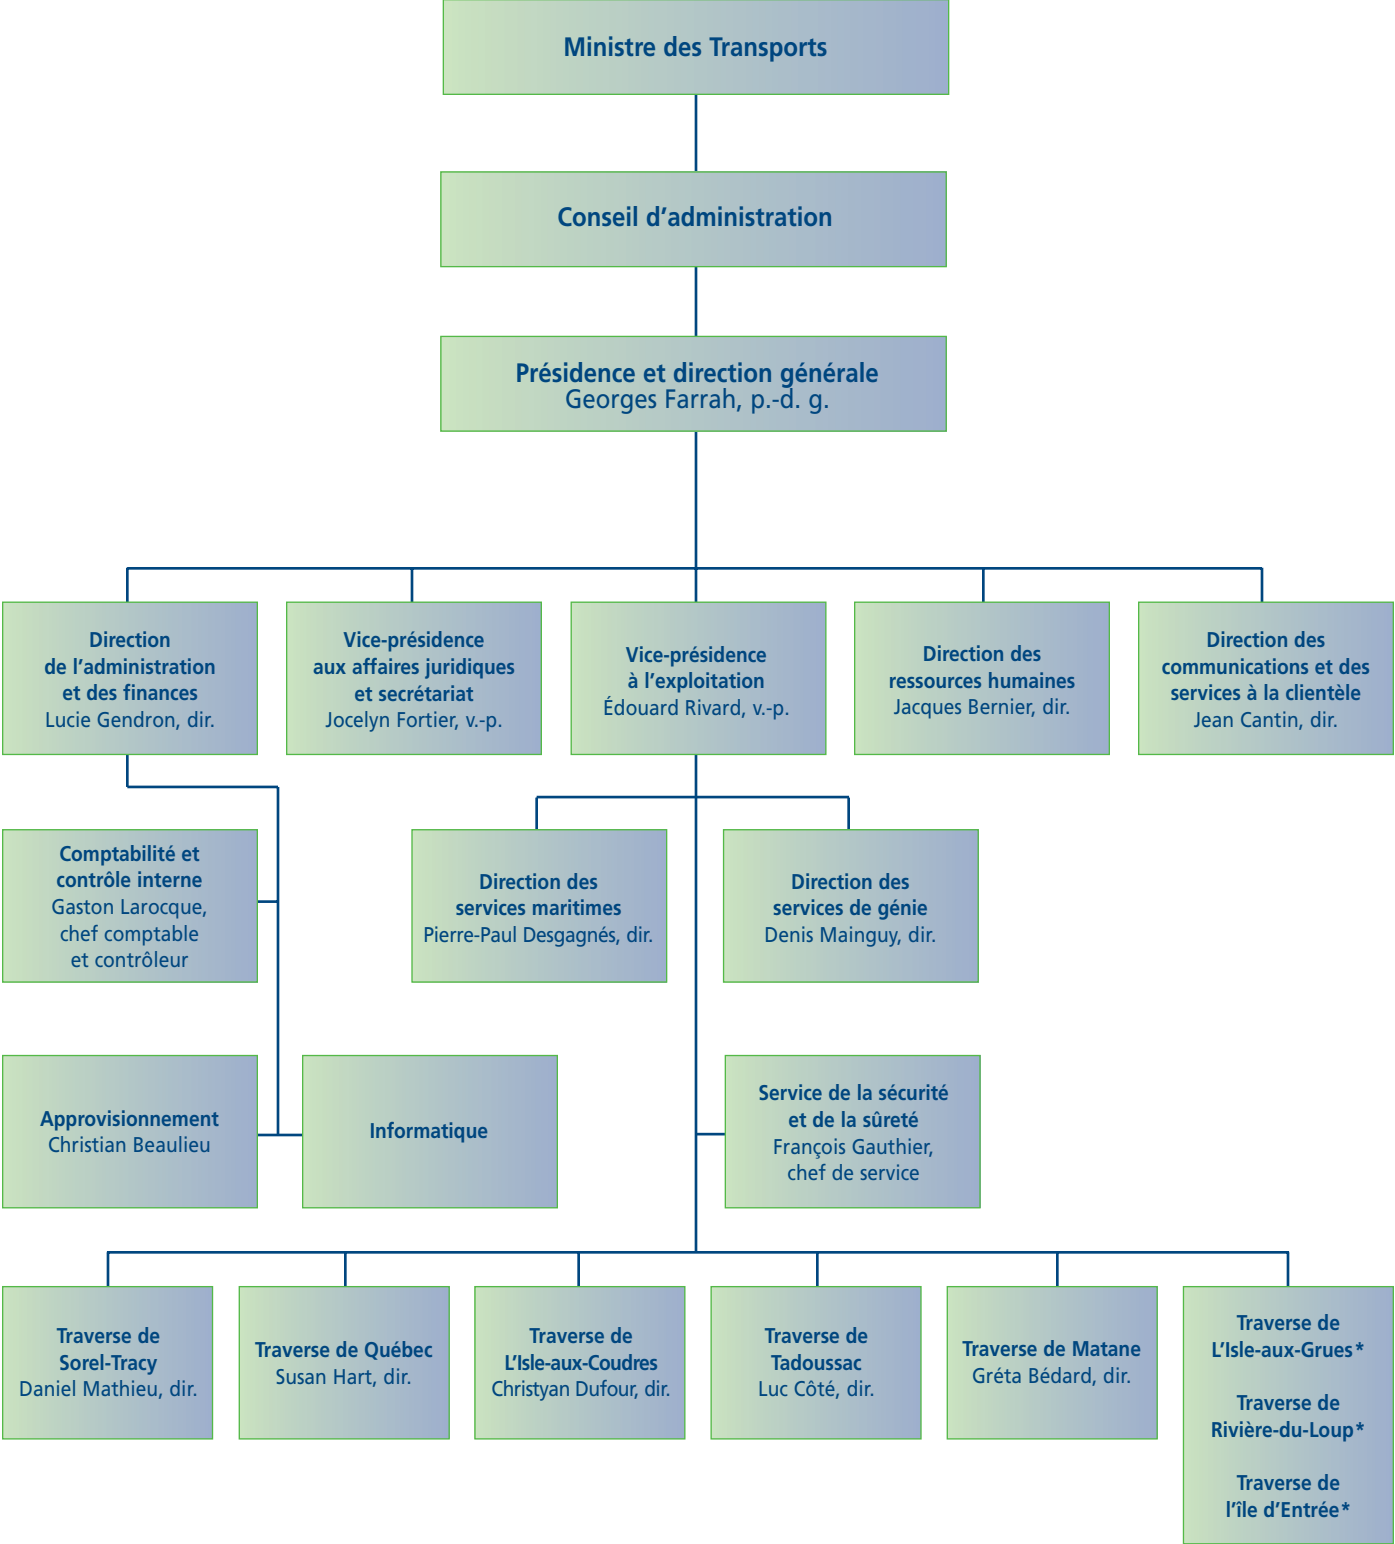 Ministre des Transports
Conseil d’administration
Présidence et direction générale
Georges Farrah, p.-d. g.
Direction
de l’administration
et des finances
Lucie Gendron, dir.
Vice-présidence
aux affaires juridiques
et secrétariat
Jocelyn Fortier, v.-p.
Vice-présidence
à l’exploitation
Édouard Rivard, v.-p.
Direction des
ressources humaines
Jacques Bernier, dir.
Direction des
communications et des
services à la clientèle
Jean Cantin, dir.
Comptabilité et
contrôle interne
Gaston Larocque,
chef comptable
et contrôleur
Direction des
services maritimes
Pierre-Paul Desgagnés, dir.
Direction des
services de génie
Denis Mainguy, dir.
Approvisionnement
Christian Beaulieu
Informatique
Service de la sécurité
et de la sûreté
François Gauthier,
chef de service
Traverse de
Sorel-Tracy
Daniel Mathieu, dir.
Traverse de Québec
Susan Hart, dir.
Traverse de
L’Isle-aux-Coudres
Christyan Dufour, dir.
Traverse de
Tadoussac
Luc Côté, dir.
Traverse de Matane
Gréta Bédard, dir.
Traverse de
L’Isle-aux-Grues*
Traverse de
Rivière-du-Loup*
Traverse de
l’île d’Entrée*